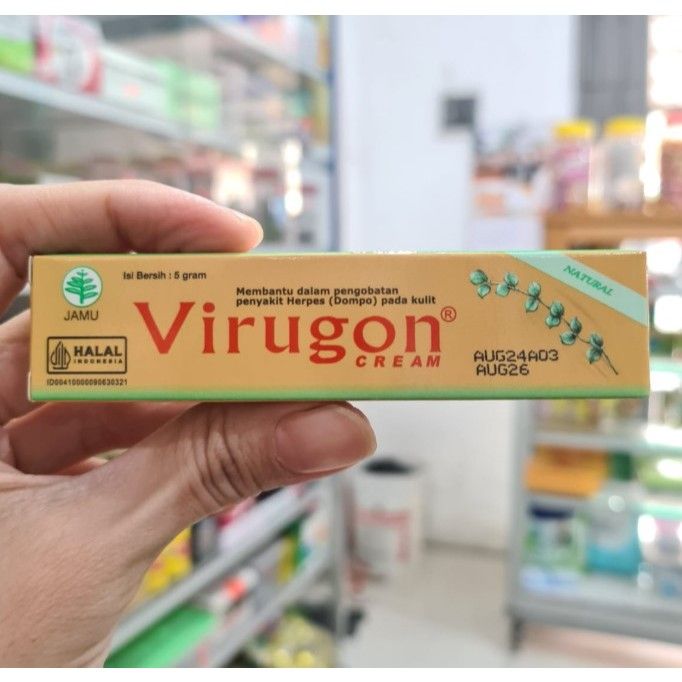 JAMU
Isi Bersih : 5 gram
Membantu dalam pengobatan
penyakit Herpes (Dompo) pada kulit
NATURAL
Virugon®
CREAM
HALAL
INDONESIA
ID00410000090630321
AUG24A03
AUG26